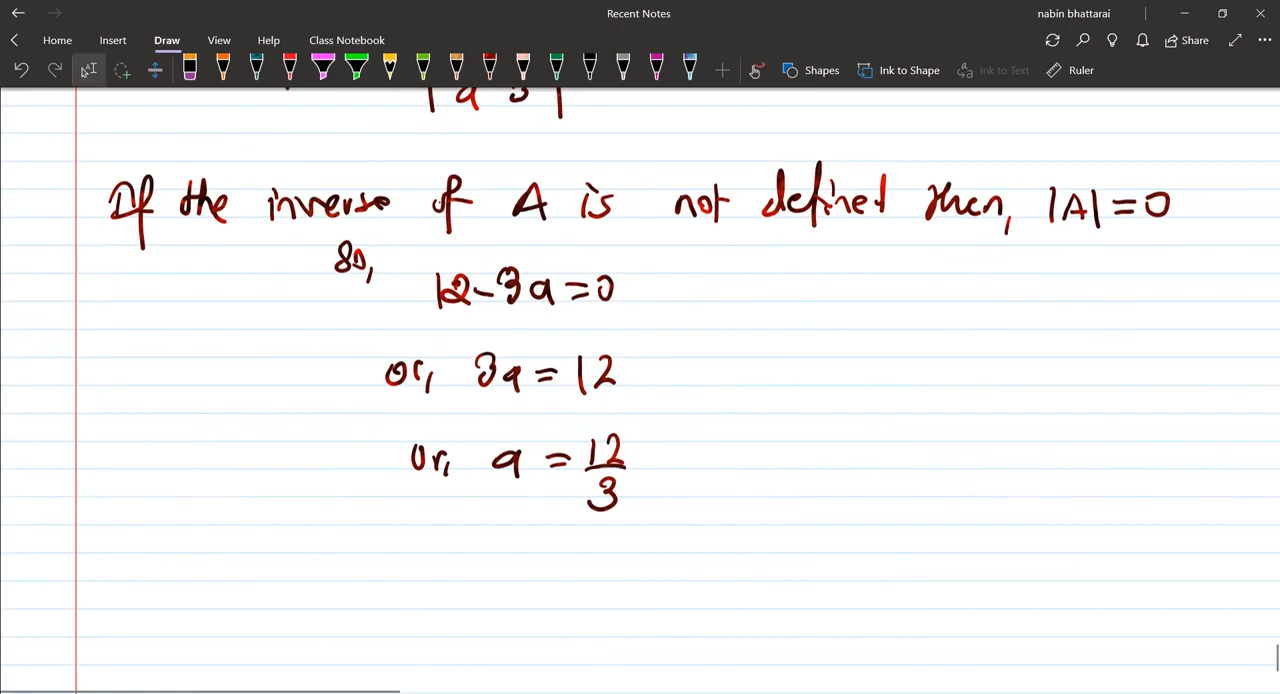 Recent Notes
nabin bhattarai
Home Insert Draw View Help Class Notebook
Share
Shapes Ink to Shape Ink to Text Ruler
| a 3 |
If the inverse of A is not defined then, |A| = 0
So,
12 - 3a = 0
or, 3a = 12
or, a = 12/3